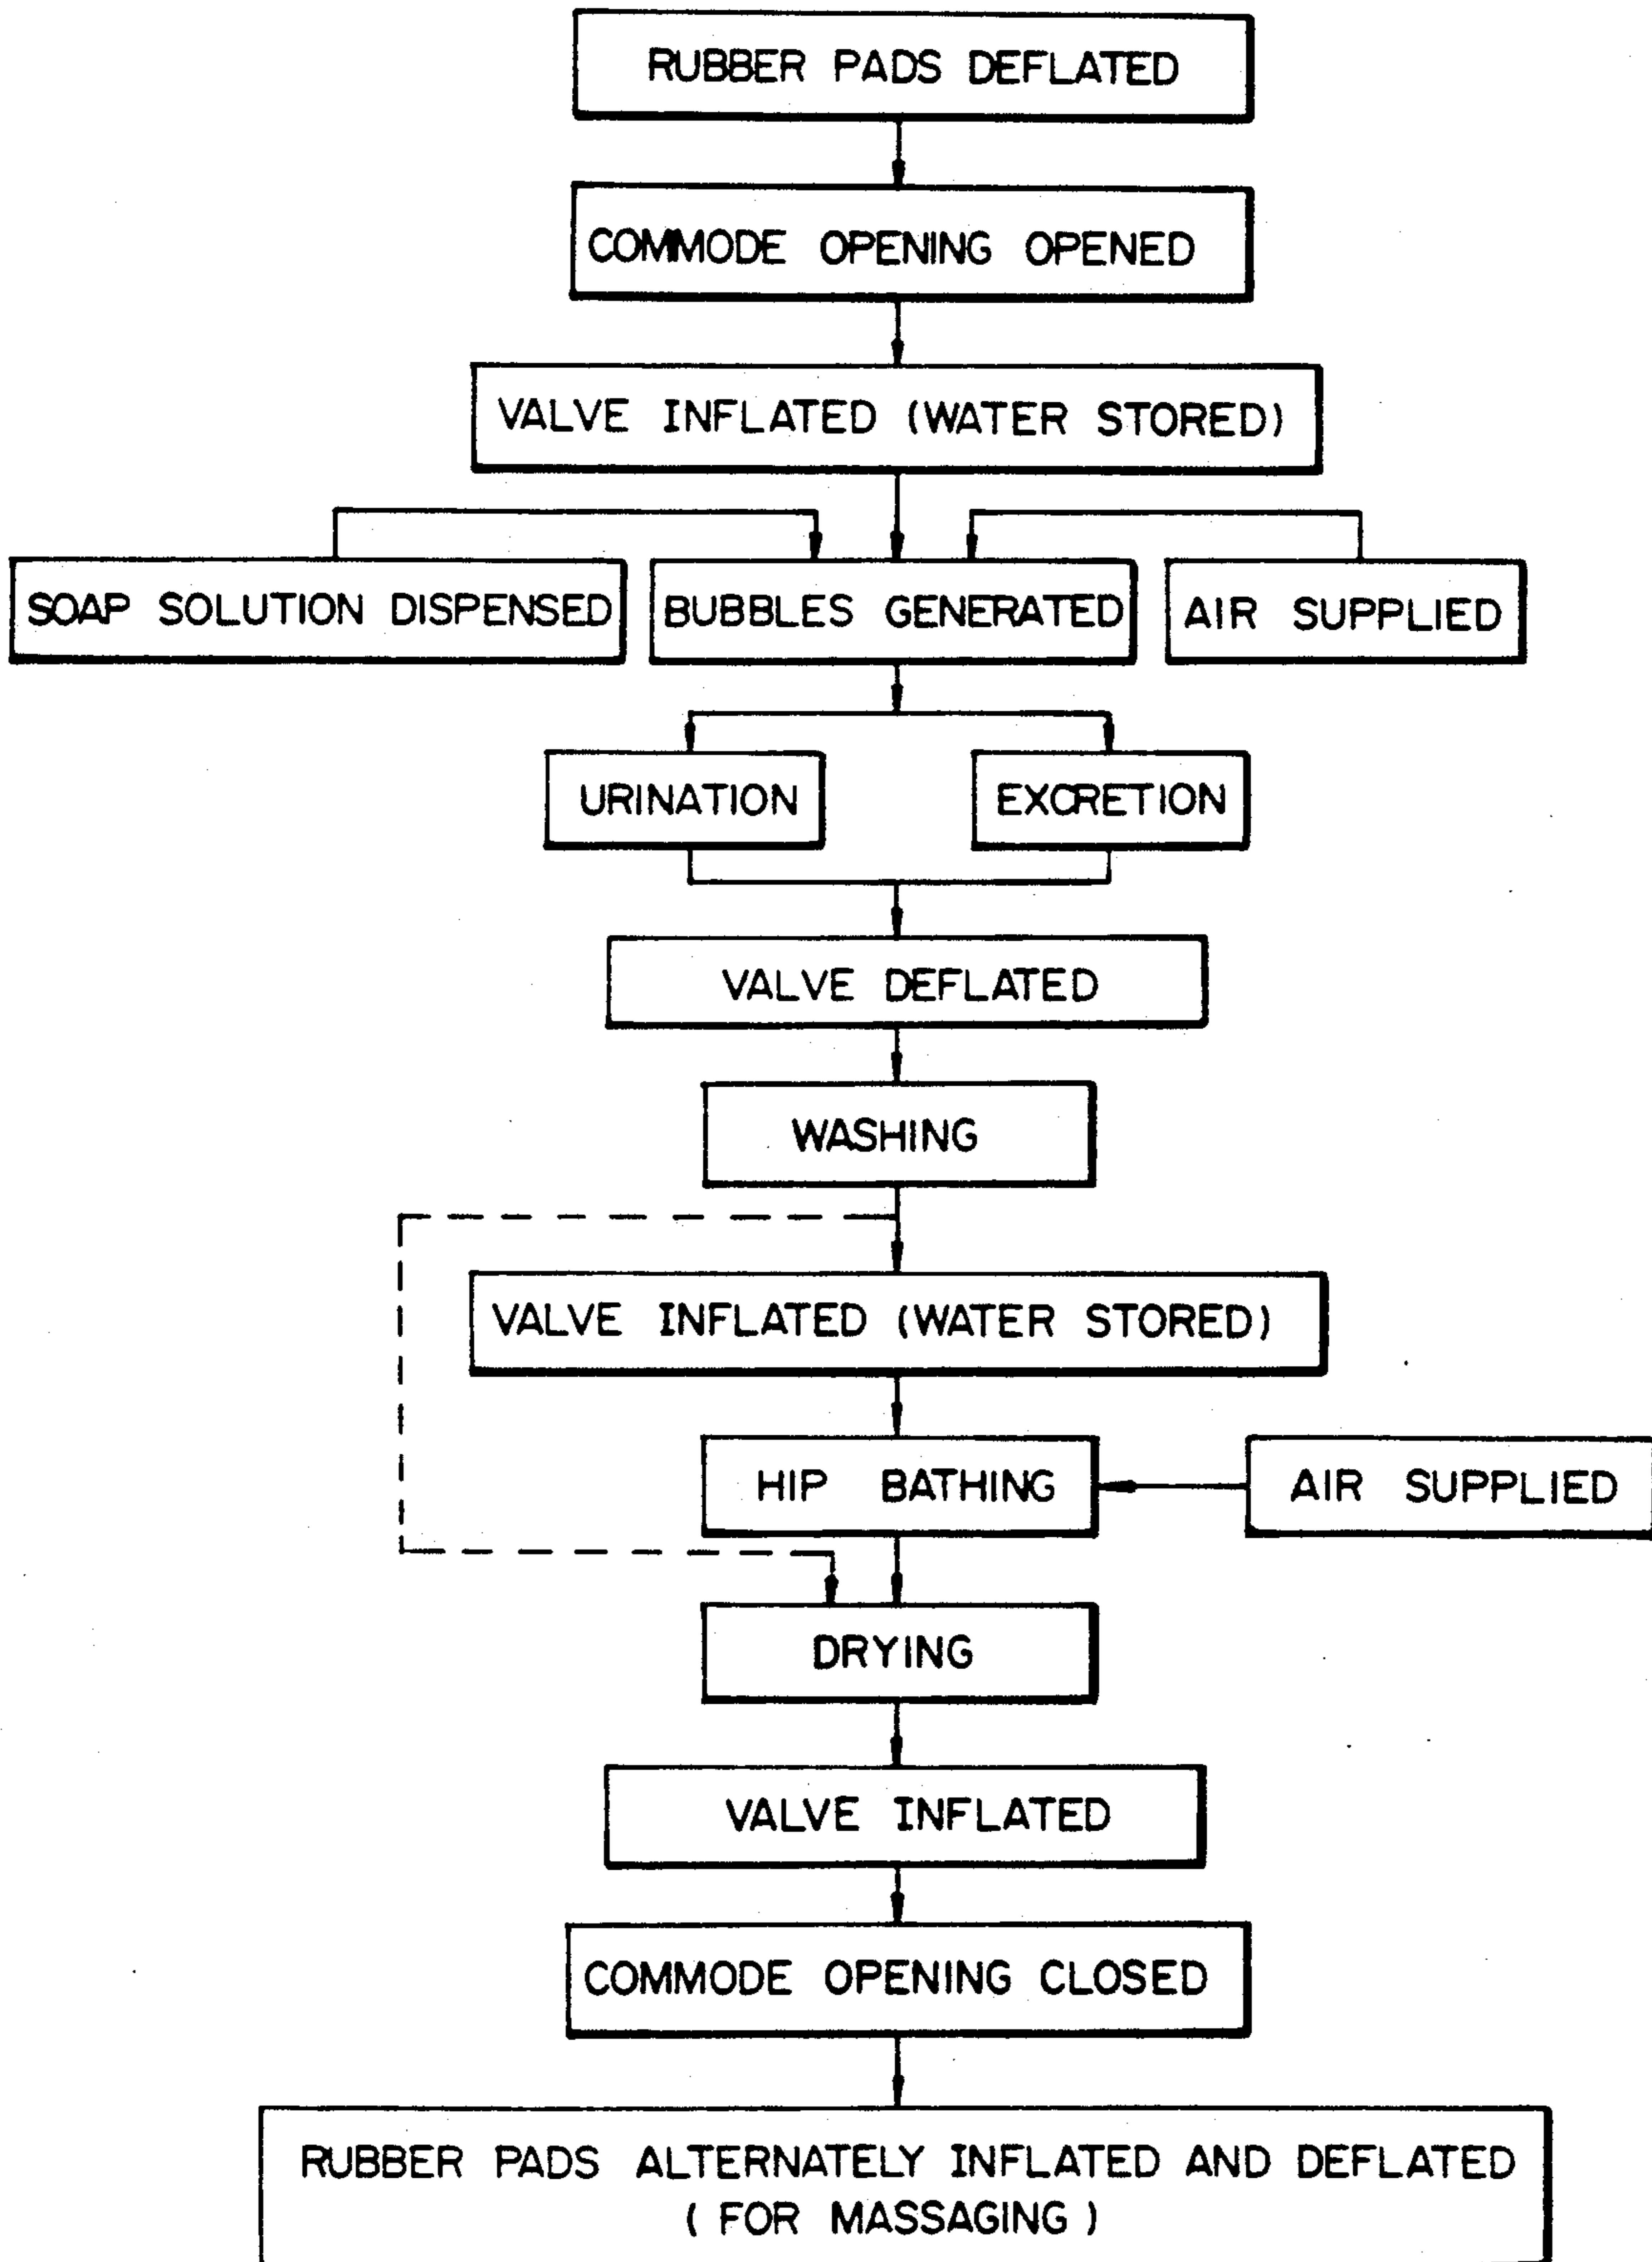 RUBBER PADS DEFLATED
COMMODE OPENING OPENED
VALVE INFLATED (WATER STORED)
SOAP SOLUTION DISPENSED
BUBBLES GENERATED
AIR SUPPLIED
URINATION
EXCRETION
VALVE DEFLATED
WASHING
VALVE INFLATED (WATER STORED)
HIP BATHING
AIR SUPPLIED
DRYING
VALVE INFLATED
COMMODE OPENING CLOSED
RUBBER PADS ALTERNATELY INFLATED AND DEFLATED
( FOR MASSAGING )